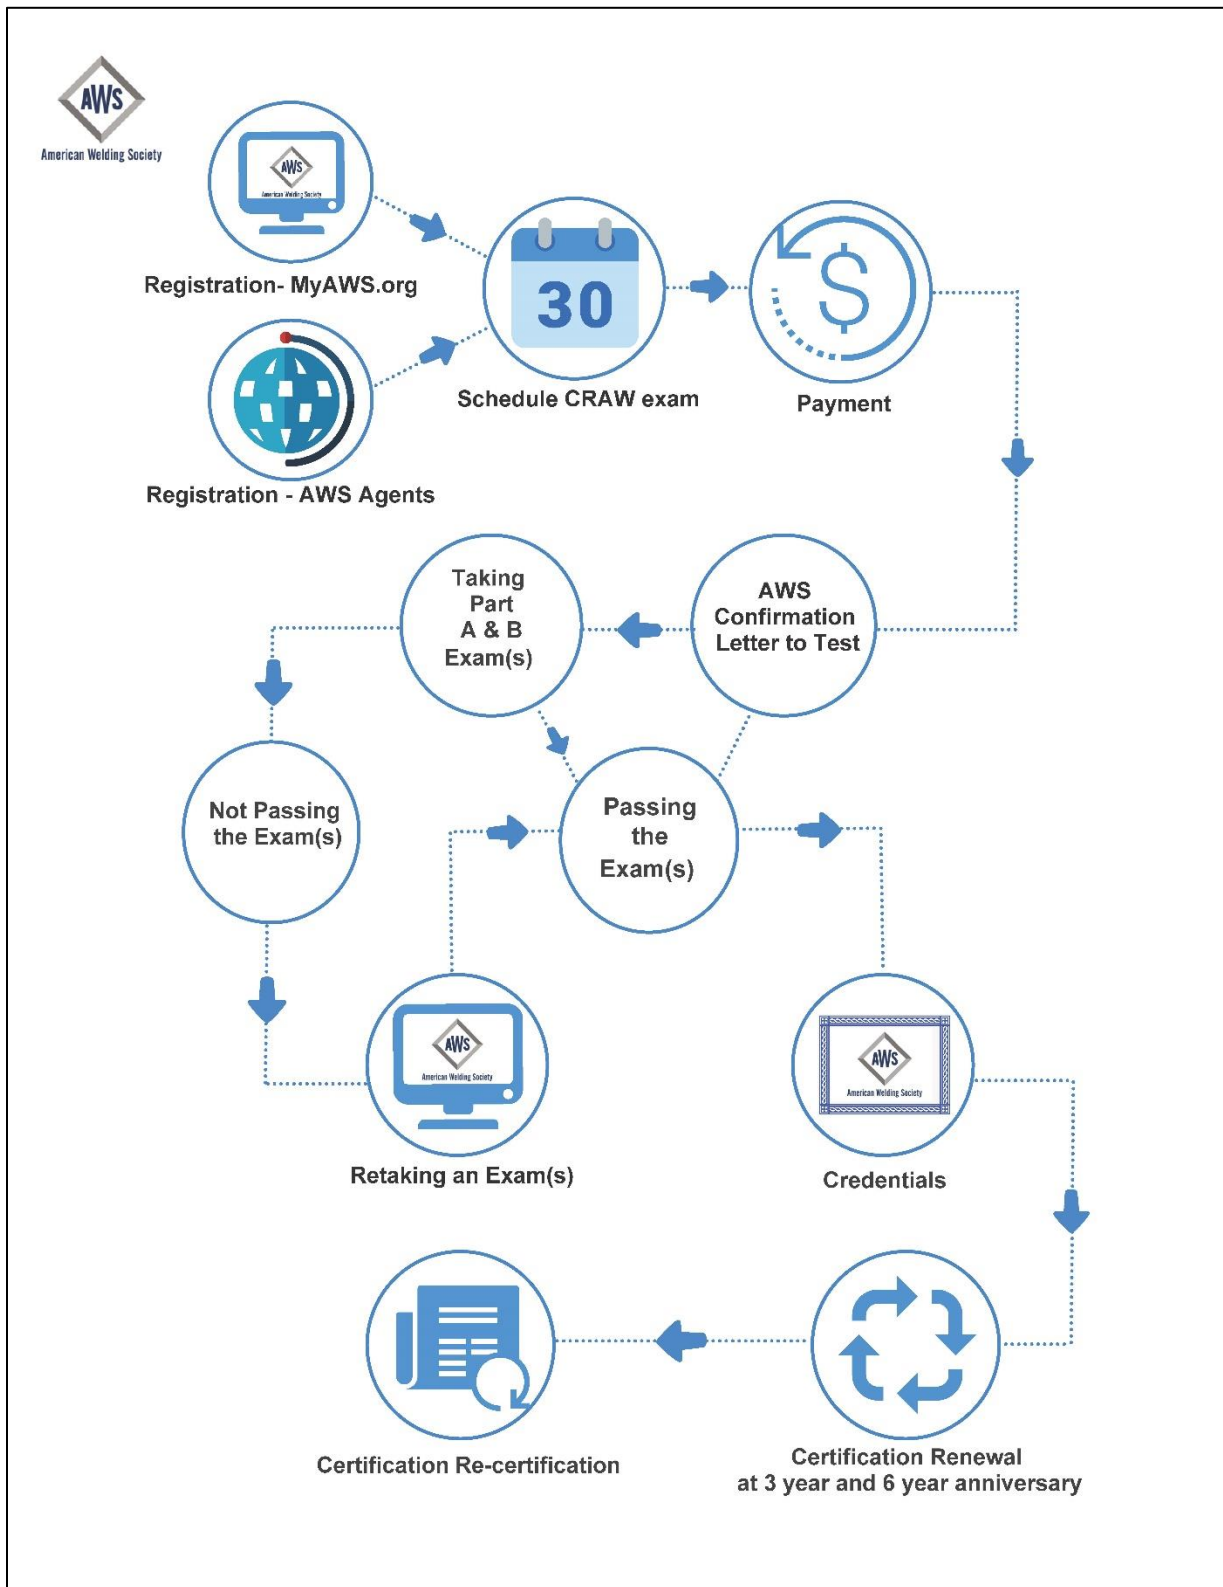 AWS
American Welding Society
AWS
American Welding Society
Registration- MyAWS.org
30
Schedule CRAW exam
$
Payment
Registration - AWS Agents
Taking
Part
A & B
Exam(s)
AWS
Confirmation
Letter to Test
Not Passing
the Exam(s)
Passing
the
Exam(s)
AWS
American Welding Society
Retaking an Exam(s)
AWS
American Welding Society
Credentials
Certification Re-certification
Certification Renewal
at 3 year and 6 year anniversary